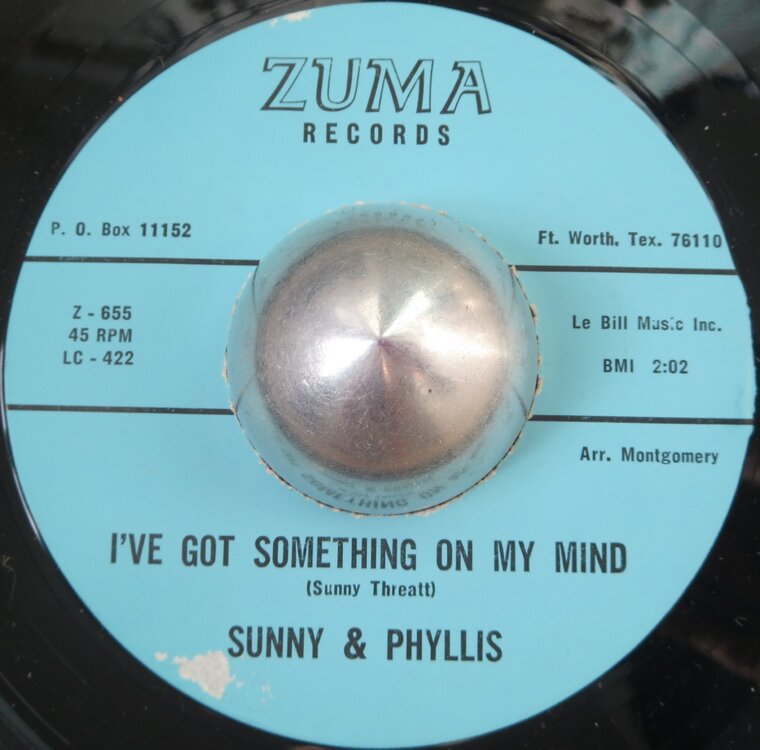 ZUMA
RECORDS
P. O. Box 11152
Ft. Worth, Tex. 76110
Z - 655
45 RPM
LC - 422
Le Bill Music Inc.
BMI 2:02
Arr. Montgomery
I'VE GOT SOMETHING ON MY MIND
(Sunny Threatt)
SUNNY & PHYLLIS